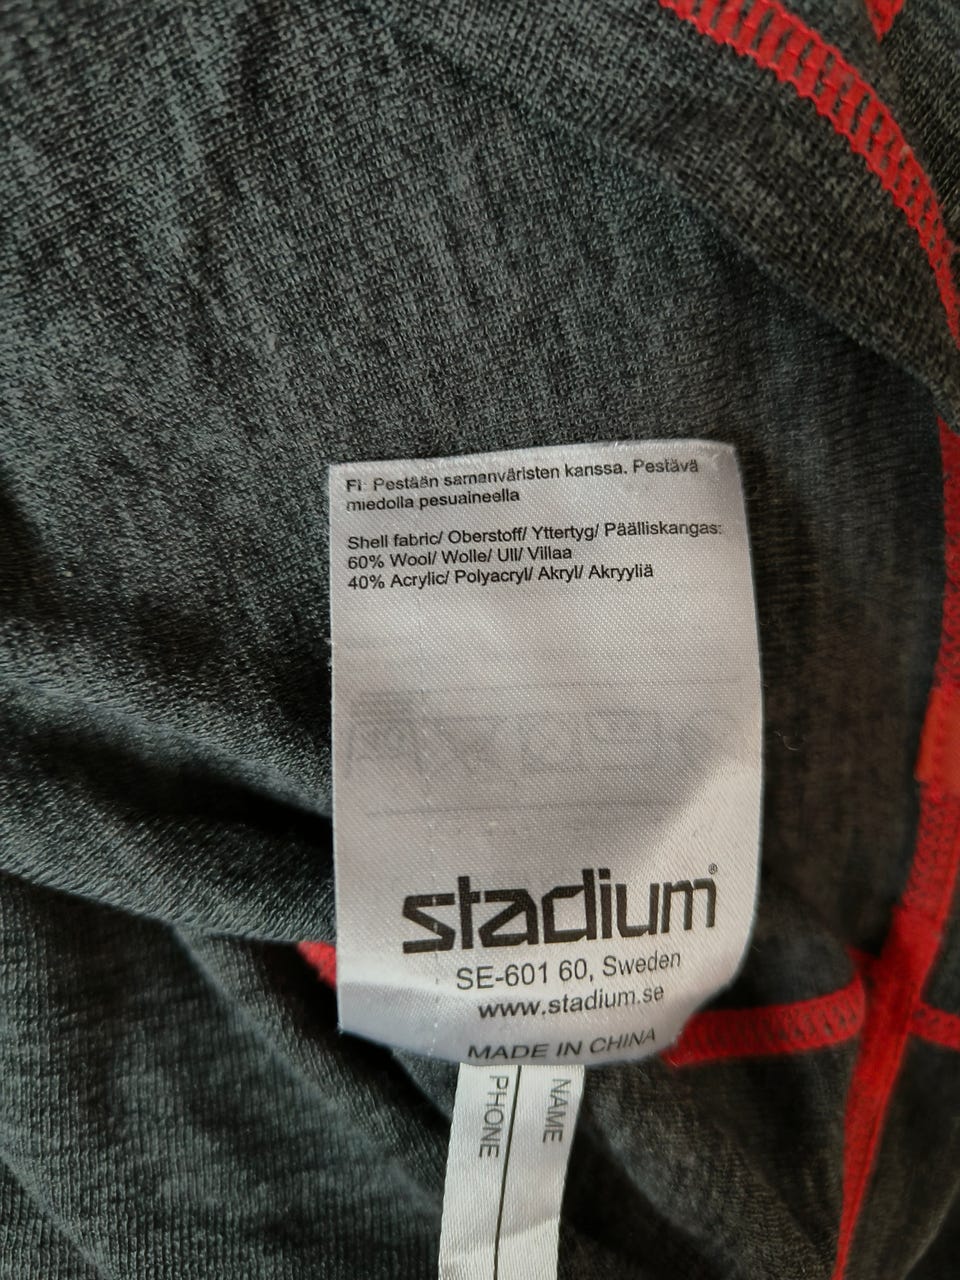 FI: Pestään samanväristen kanssa. Pestävä
miedolla pesuaineella
Shell fabric/ Oberstoff/ Yttertyg/ Päälliskangas:
60% Wool/ Wolle/ Ull/ Villaa
40% Acrylic/ Polyacryl/ Akryl/ Akryyliä
stadium®
SE-601 60, Sweden
www.stadium.se
MADE IN CHINA
NAME
PHONE